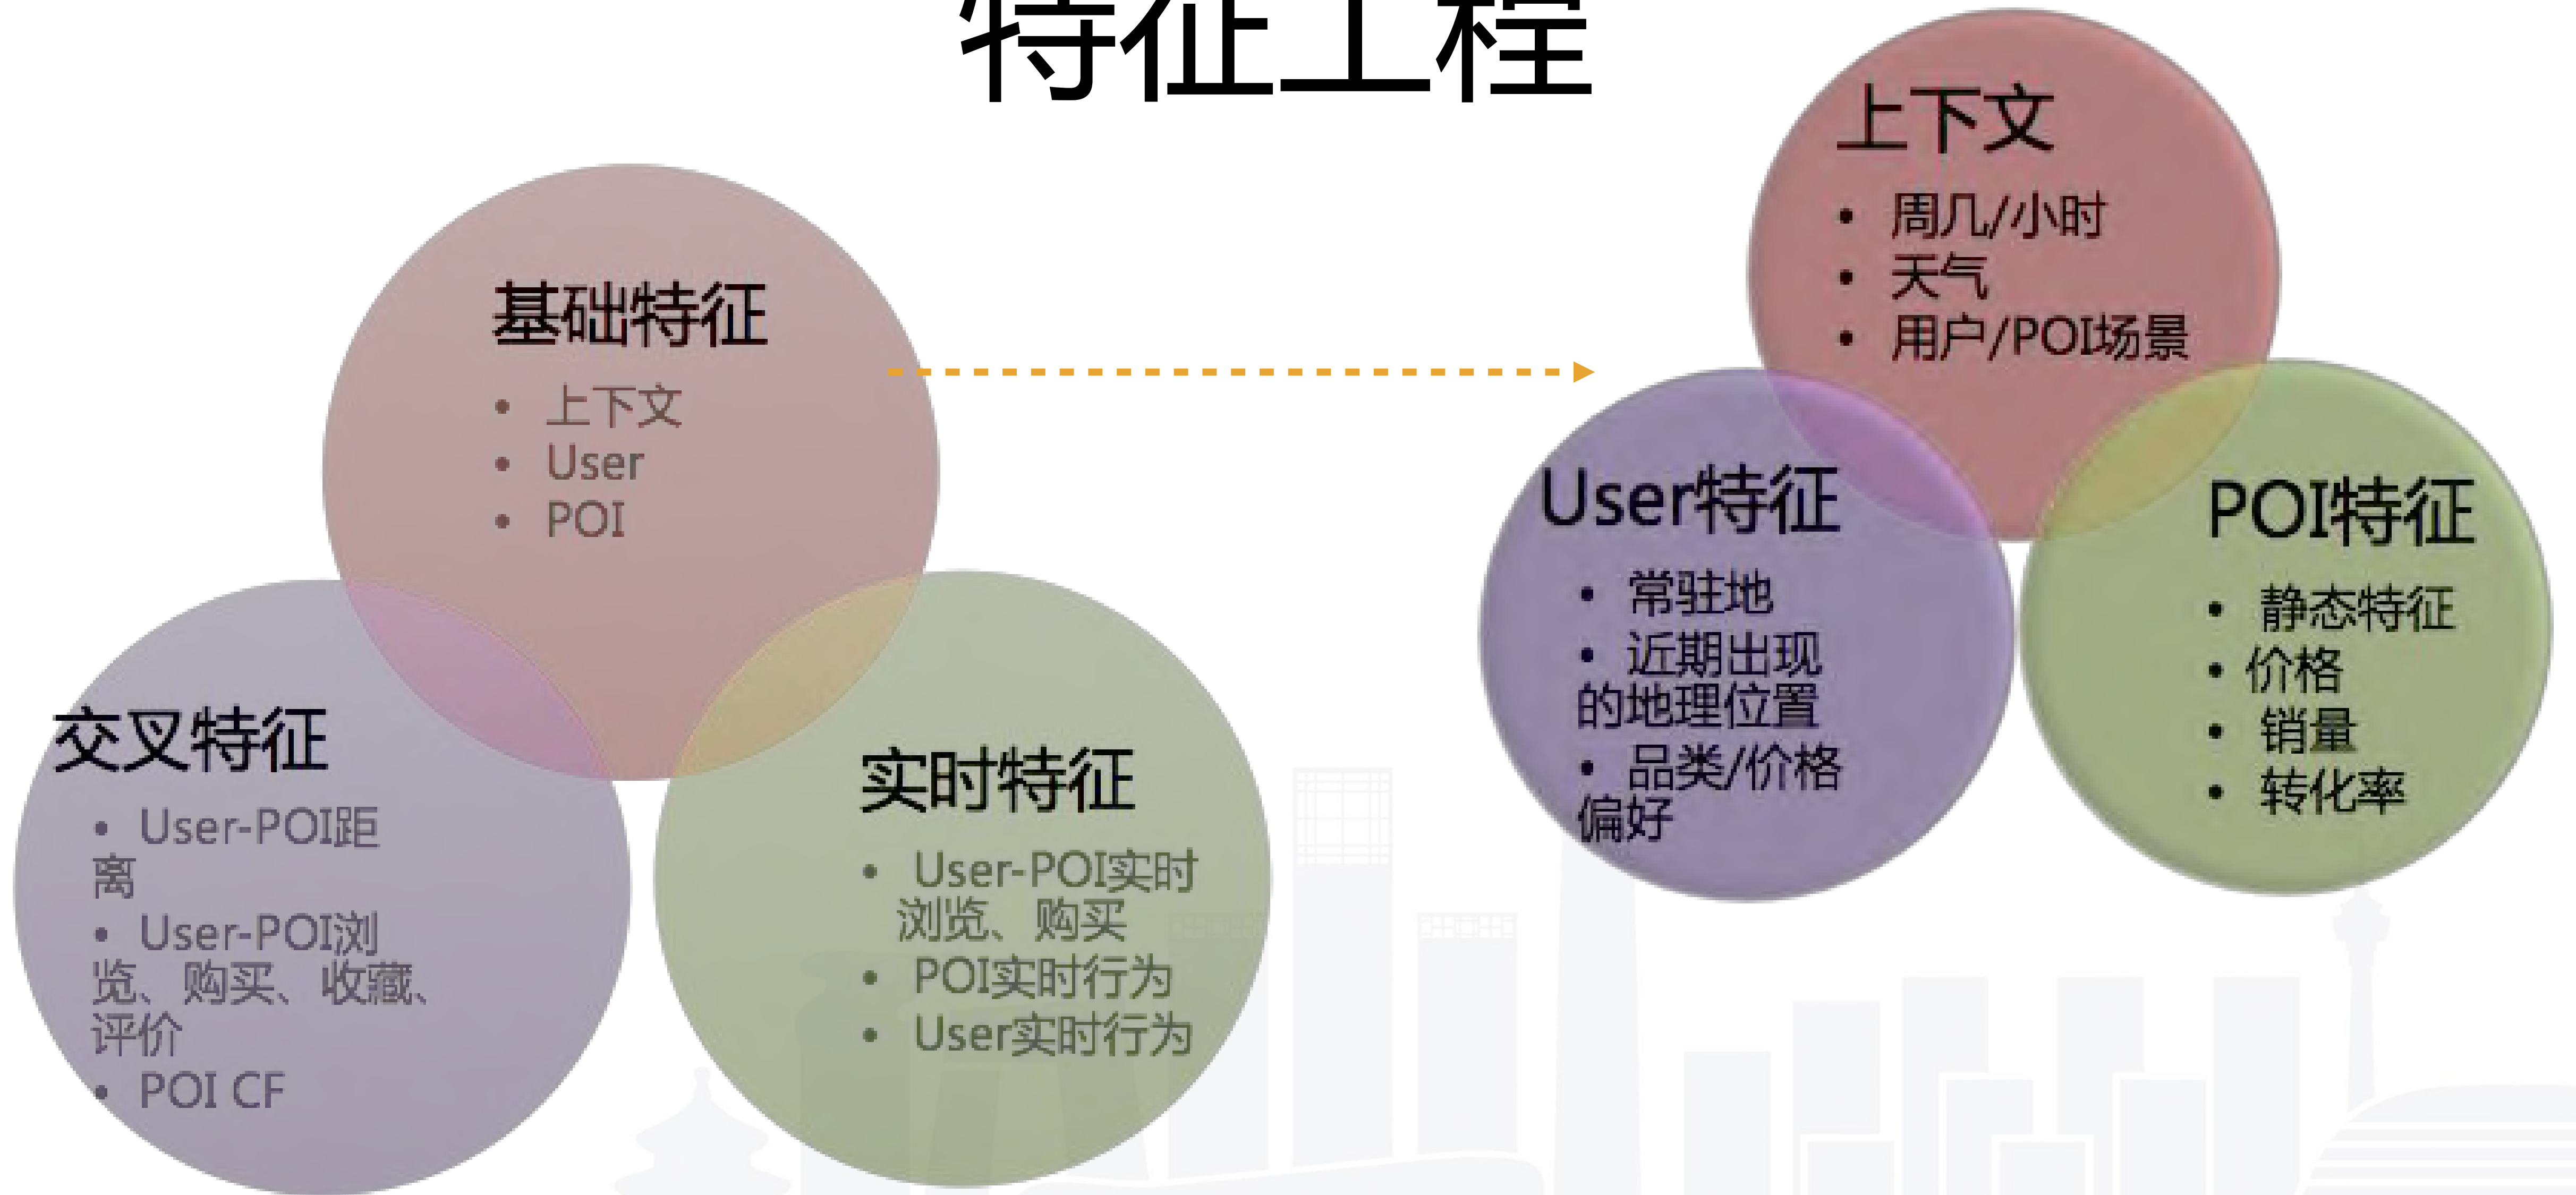 特征工程
基础特征
• 上下文
• User
• POI
交叉特征
• User-POI距
离
• User-POI浏
览、购买、收藏、
评价
• POI CF
实时特征
• User-POI实时
浏览、购买
• POI实时行为
• User实时行为
上下文
• 周几/小时
• 天气
• 用户/POI场景
User特征
• 常驻地
• 近期出现
的地理位置
• 品类/价格
偏好
POI特征
• 静态特征
• 价格
• 销量
• 转化率